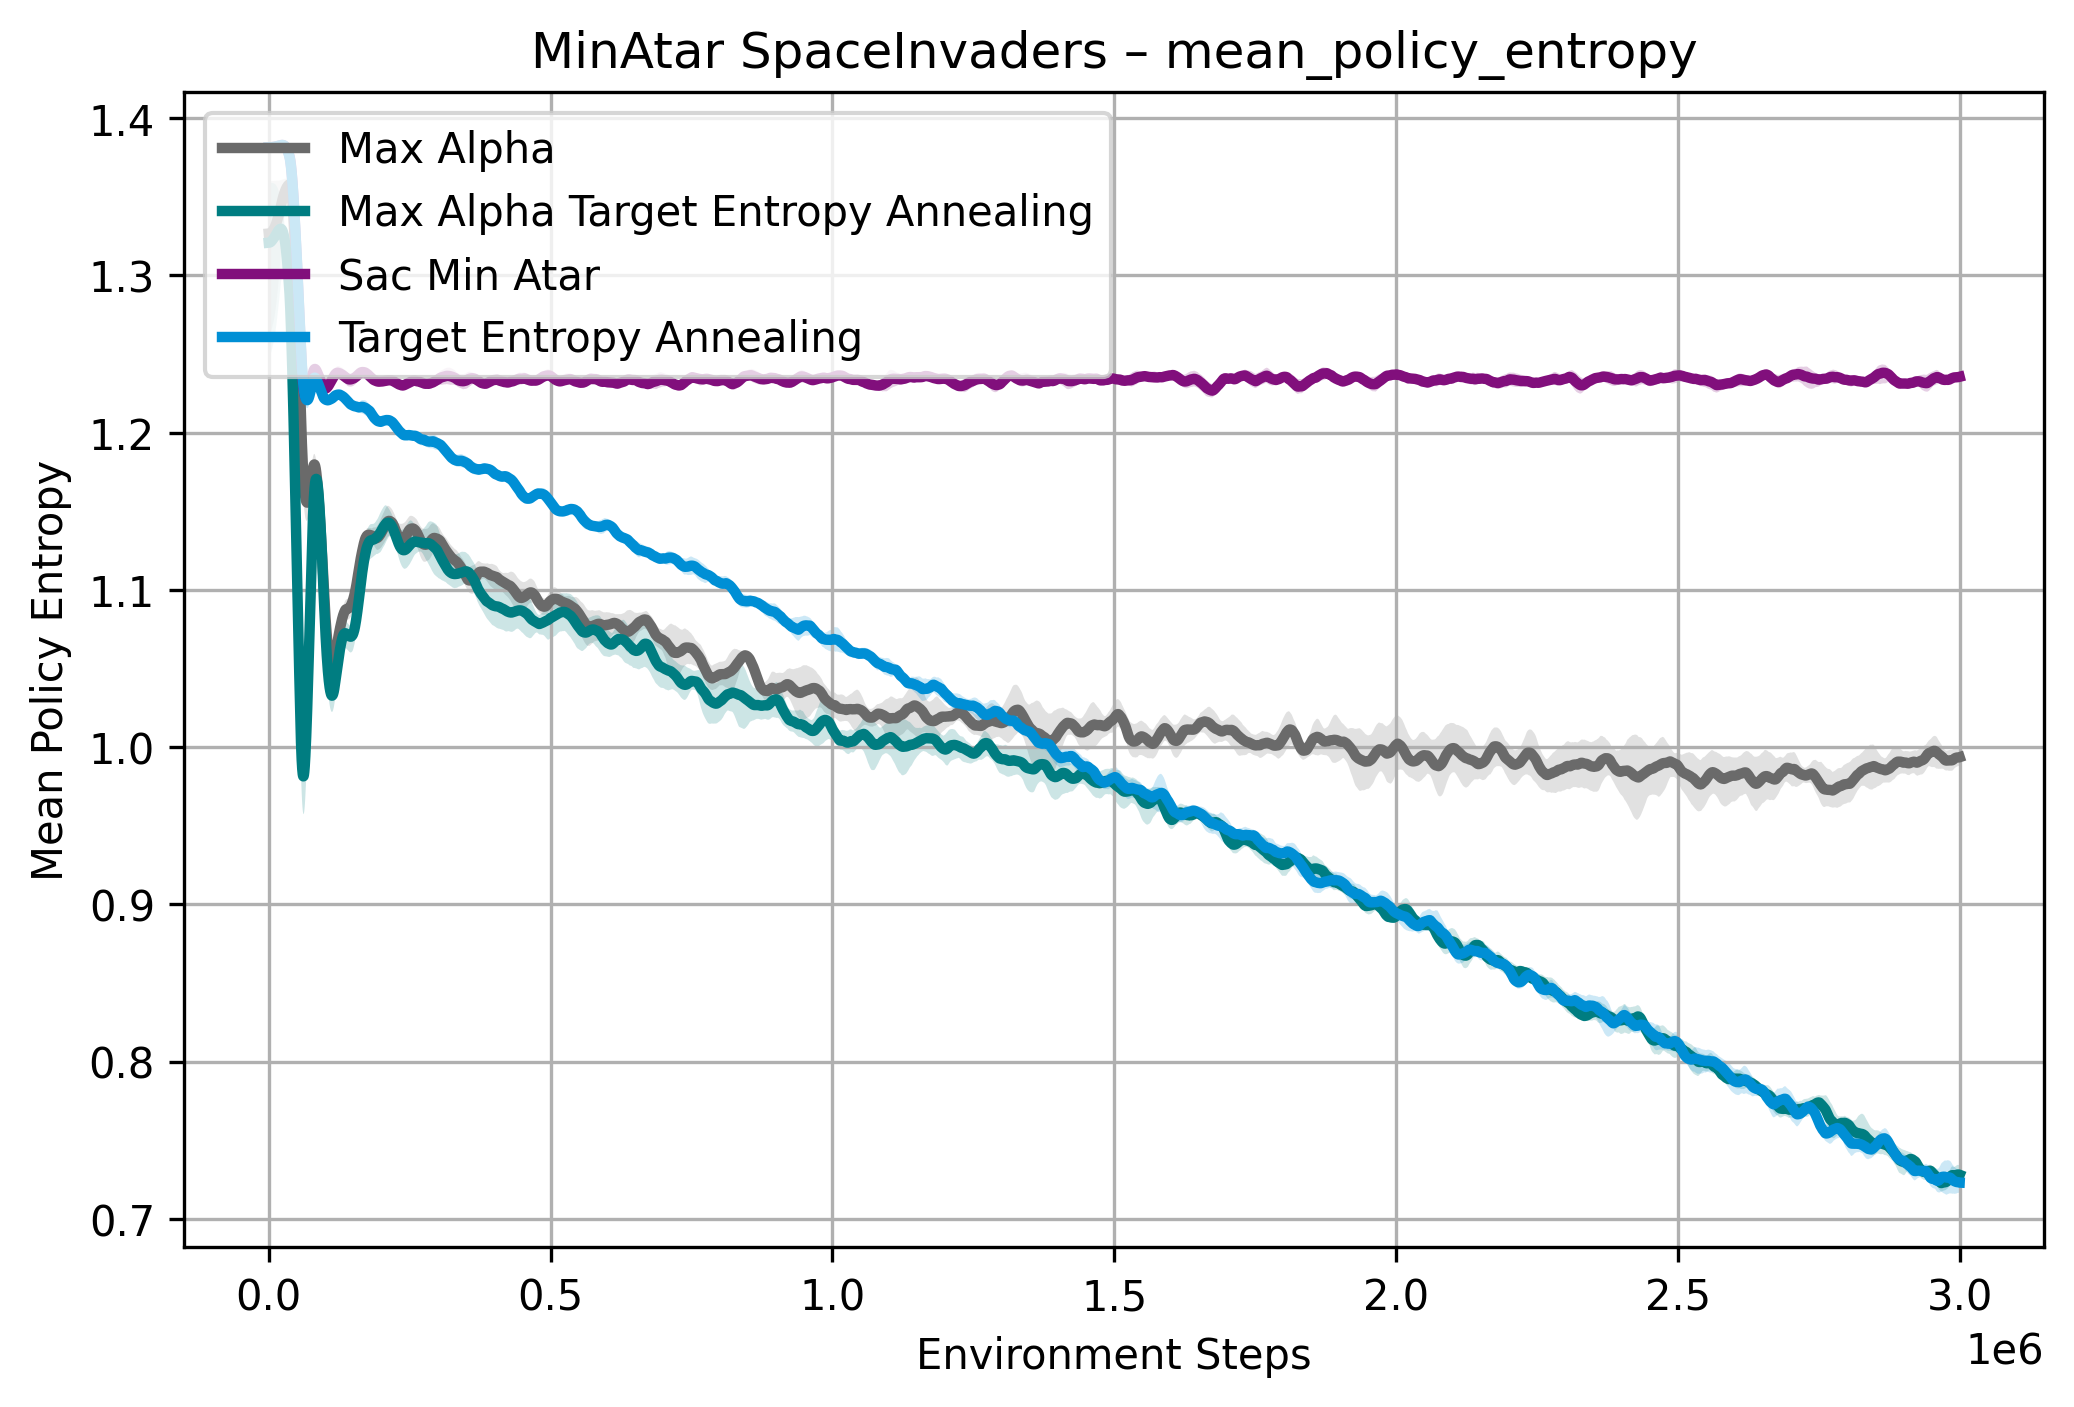 MinAtar SpaceInvaders – mean_policy_entropy
Max Alpha
Max Alpha Target Entropy Annealing
Sac Min Atar
Target Entropy Annealing
Mean Policy Entropy
1.4
1.3
1.2
1.1
1.0
0.9
0.8
0.7
0.0 0.5 1.0 1.5 2.0 2.5 3.0
1e6
Environment Steps